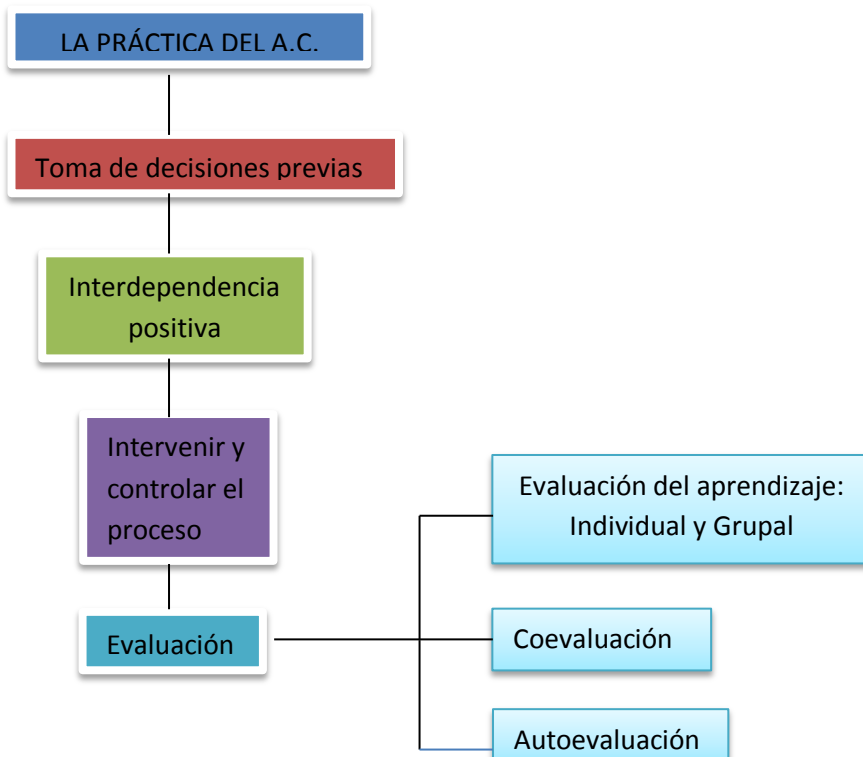 LA PRÁCTICA DEL A.C.
Toma de decisiones previas
Interdependencia
positiva
Intervenir y
controlar el
proceso
Evaluación
Evaluación del aprendizaje:
Individual y Grupal
Coevaluación
Autoevaluación